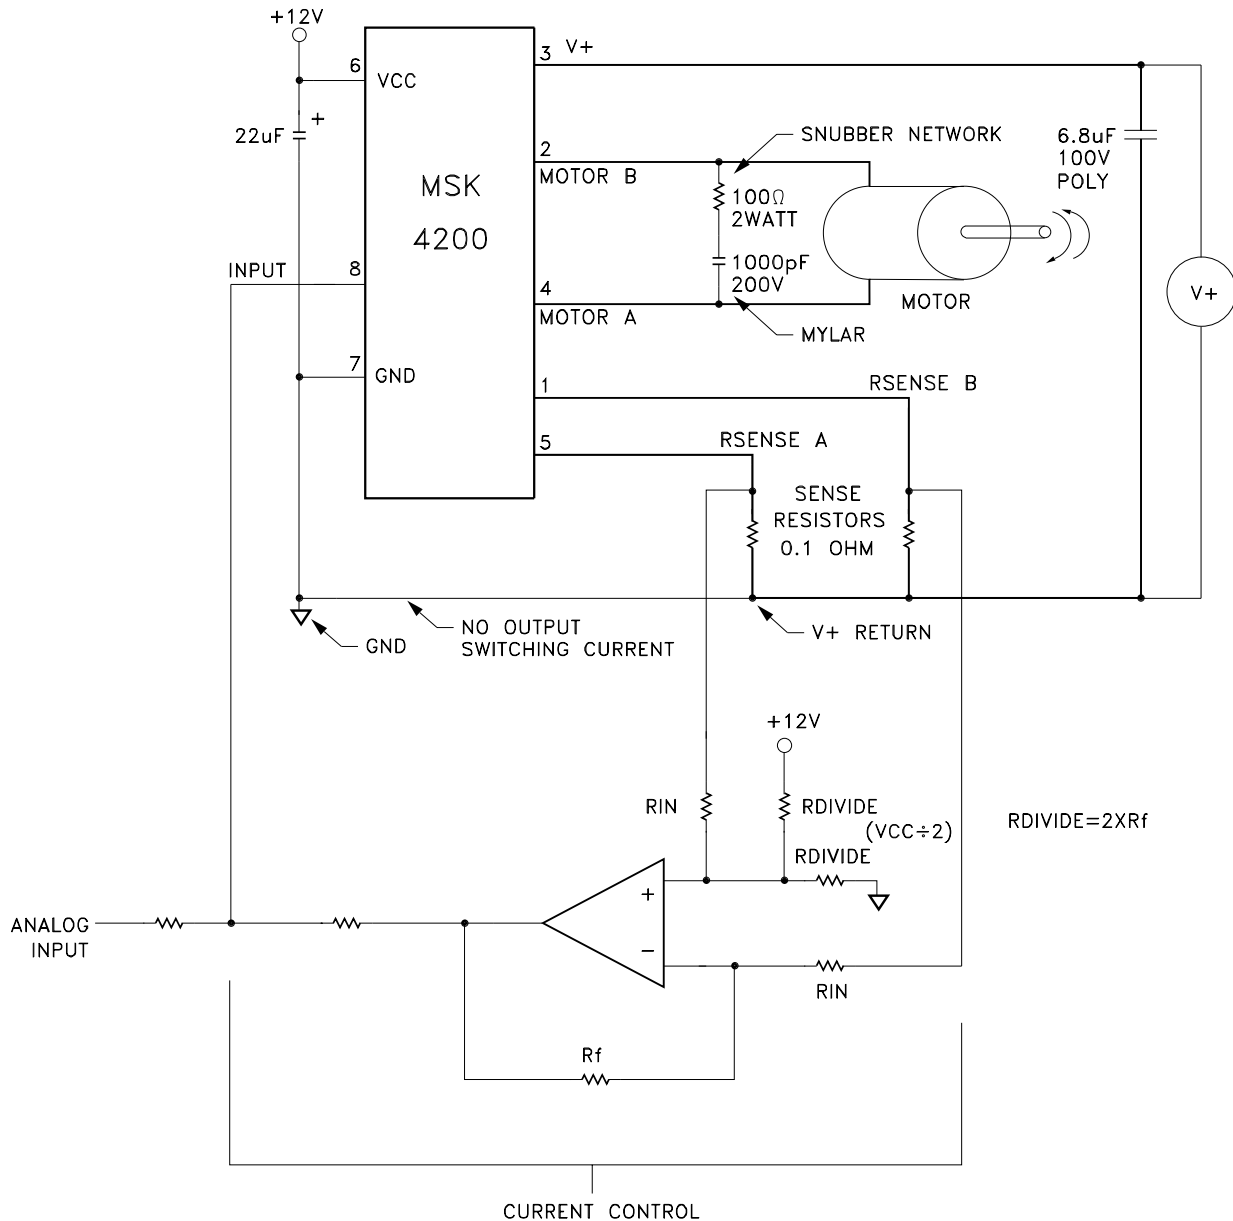 +12V
6
VCC
3
V+
22uF
+
MSK
4200
2
MOTOR B
SNUBBER NETWORK
100Ω
2WATT
1000pF
200V
6.8uF
100V
POLY
INPUT
8
4
MOTOR A
MOTOR
MYLAR
V+
7
GND
1
RSENSE B
5
RSENSE A
SENSE
RESISTORS
0.1 OHM
GND
NO OUTPUT
SWITCHING CURRENT
V+ RETURN
+12V
RIN
RDIVIDE
(VCC÷2)
RDIVIDE
RDIVIDE=2XRf
+
−
ANALOG
INPUT
RIN
Rf
CURRENT CONTROL